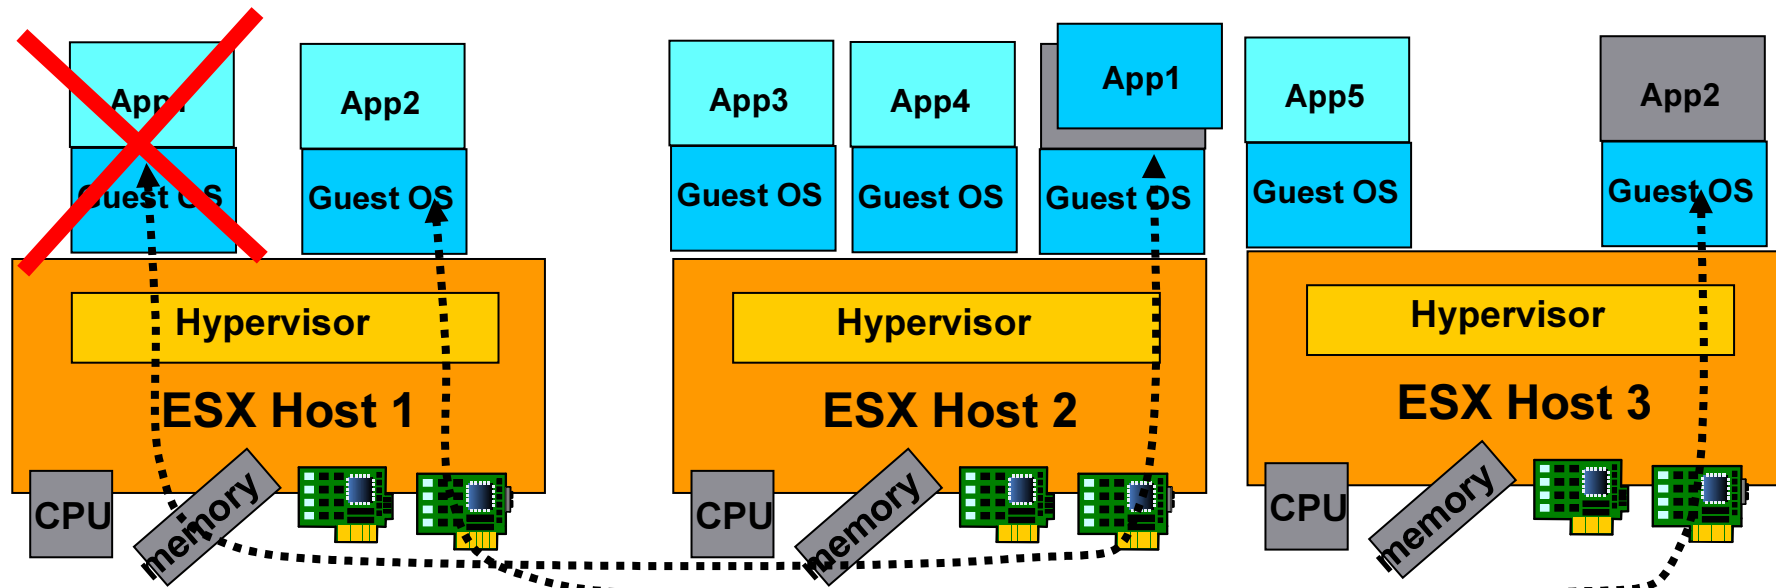 App1
App2
App3
App4
App1
App5
App2
Guest OS
Guest OS
Guest OS
Guest OS
Guest OS
Guest OS
Guest OS
Hypervisor
Hypervisor
Hypervisor
ESX Host 1
ESX Host 2
ESX Host 3
CPU
memory
CPU
memory
CPU
memory